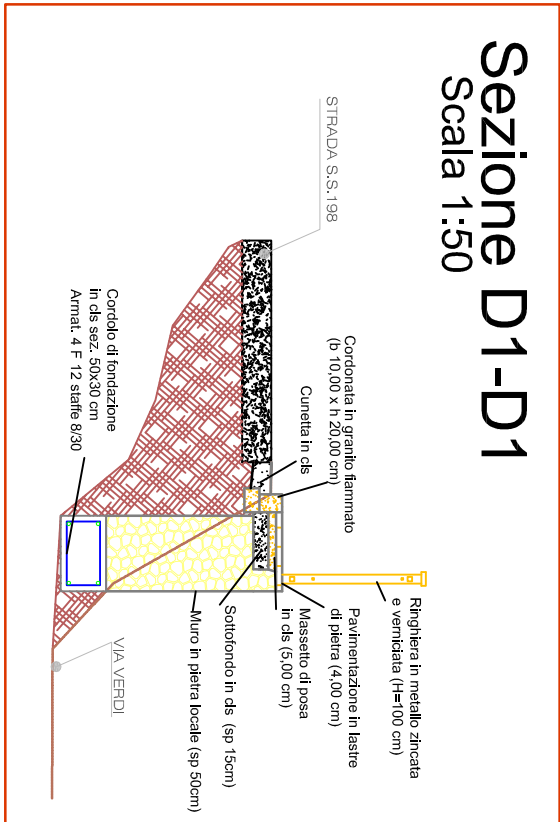 Sezione D1-D1
Scala 1:50
STRADA S.S.198
Cordonata in granito fiammato
(b 10,00 x h 20,00 cm)
Cunetta in cls
Ringhiera in metallo zincata
e verniciata (H=100 cm)
Pavimentazione in lastre
di pietra (4,00 cm)
Massetto di posa
in cls (5,00 cm)
Sottofondo in cls (sp 15cm)
Muro in pietra locale (sp 50cm)
VIA VERDI
Cordolo di fondazione
in cls sez. 50x30 cm
Armat. 4 F 12 staffe 8/30